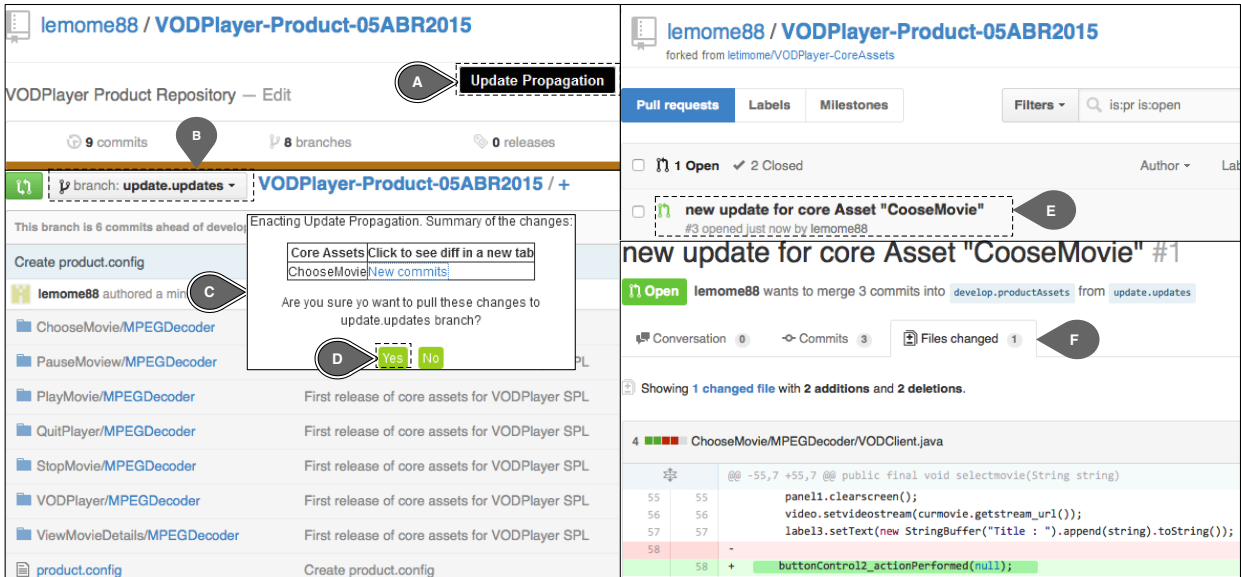 lemome88 / VODPlayer-Product-05ABR2015
A
Update Propagation
VODPlayer Product Repository — Edit
9 commits
B
8 branches
0 releases
branch: update.updates
VODPlayer-Product-05ABR2015 / +
This branch is 6 commits ahead of develop
Create product.config
lemome88 authored a min
ChooseMovie/MPEGDecoder
PauseMoview/MPEGDecoder
PL
PlayMovie/MPEGDecoder
First release of core assets for VODPlayer SPL
QuitPlayer/MPEGDecoder
First release of core assets for VODPlayer SPL
StopMovie/MPEGDecoder
First release of core assets for VODPlayer SPL
VODPlayer/MPEGDecoder
First release of core assets for VODPlayer SPL
ViewMovieDetails/MPEGDecoder
First release of core assets for VODPlayer SPL
product.config
Create product.config
Enacting Update Propagation. Summary of the changes:
Core Assets Click to see diff in a new tab
ChooseMovie New commits
C
Are you sure yo want to pull these changes to
update.updates branch?
D
Yes
No
lemome88 / VODPlayer-Product-05ABR2015
forked from letimome/VODPlayer-CoreAssets
Pull requests
Labels
Milestones
Filters
is:pr is:open
1 Open
2 Closed
Author
Lab
new update for core Asset "CooseMovie"
#3 opened just now by lemome88
E
new update for core Asset "CooseMovie" #1
Open
lemome88 wants to merge 3 commits into develop.productAssets from update.updates
Conversation 0
Commits 3
Files changed 1
F
Showing 1 changed file with 2 additions and 2 deletions.
4 ChooseMovie/MPEGDecoder/VODClient.java
@@ -55,7 +55,7 @@ public final void selectmovie(String string)
55 55 panel1.clearscreen();
56 56 video.setvideostream(curmovie.getstream_url());
57 57 label3.setText(new StringBuffer("Title : ").append(string).toString());
58 -
58 + buttonControl2_actionPerformed(null);